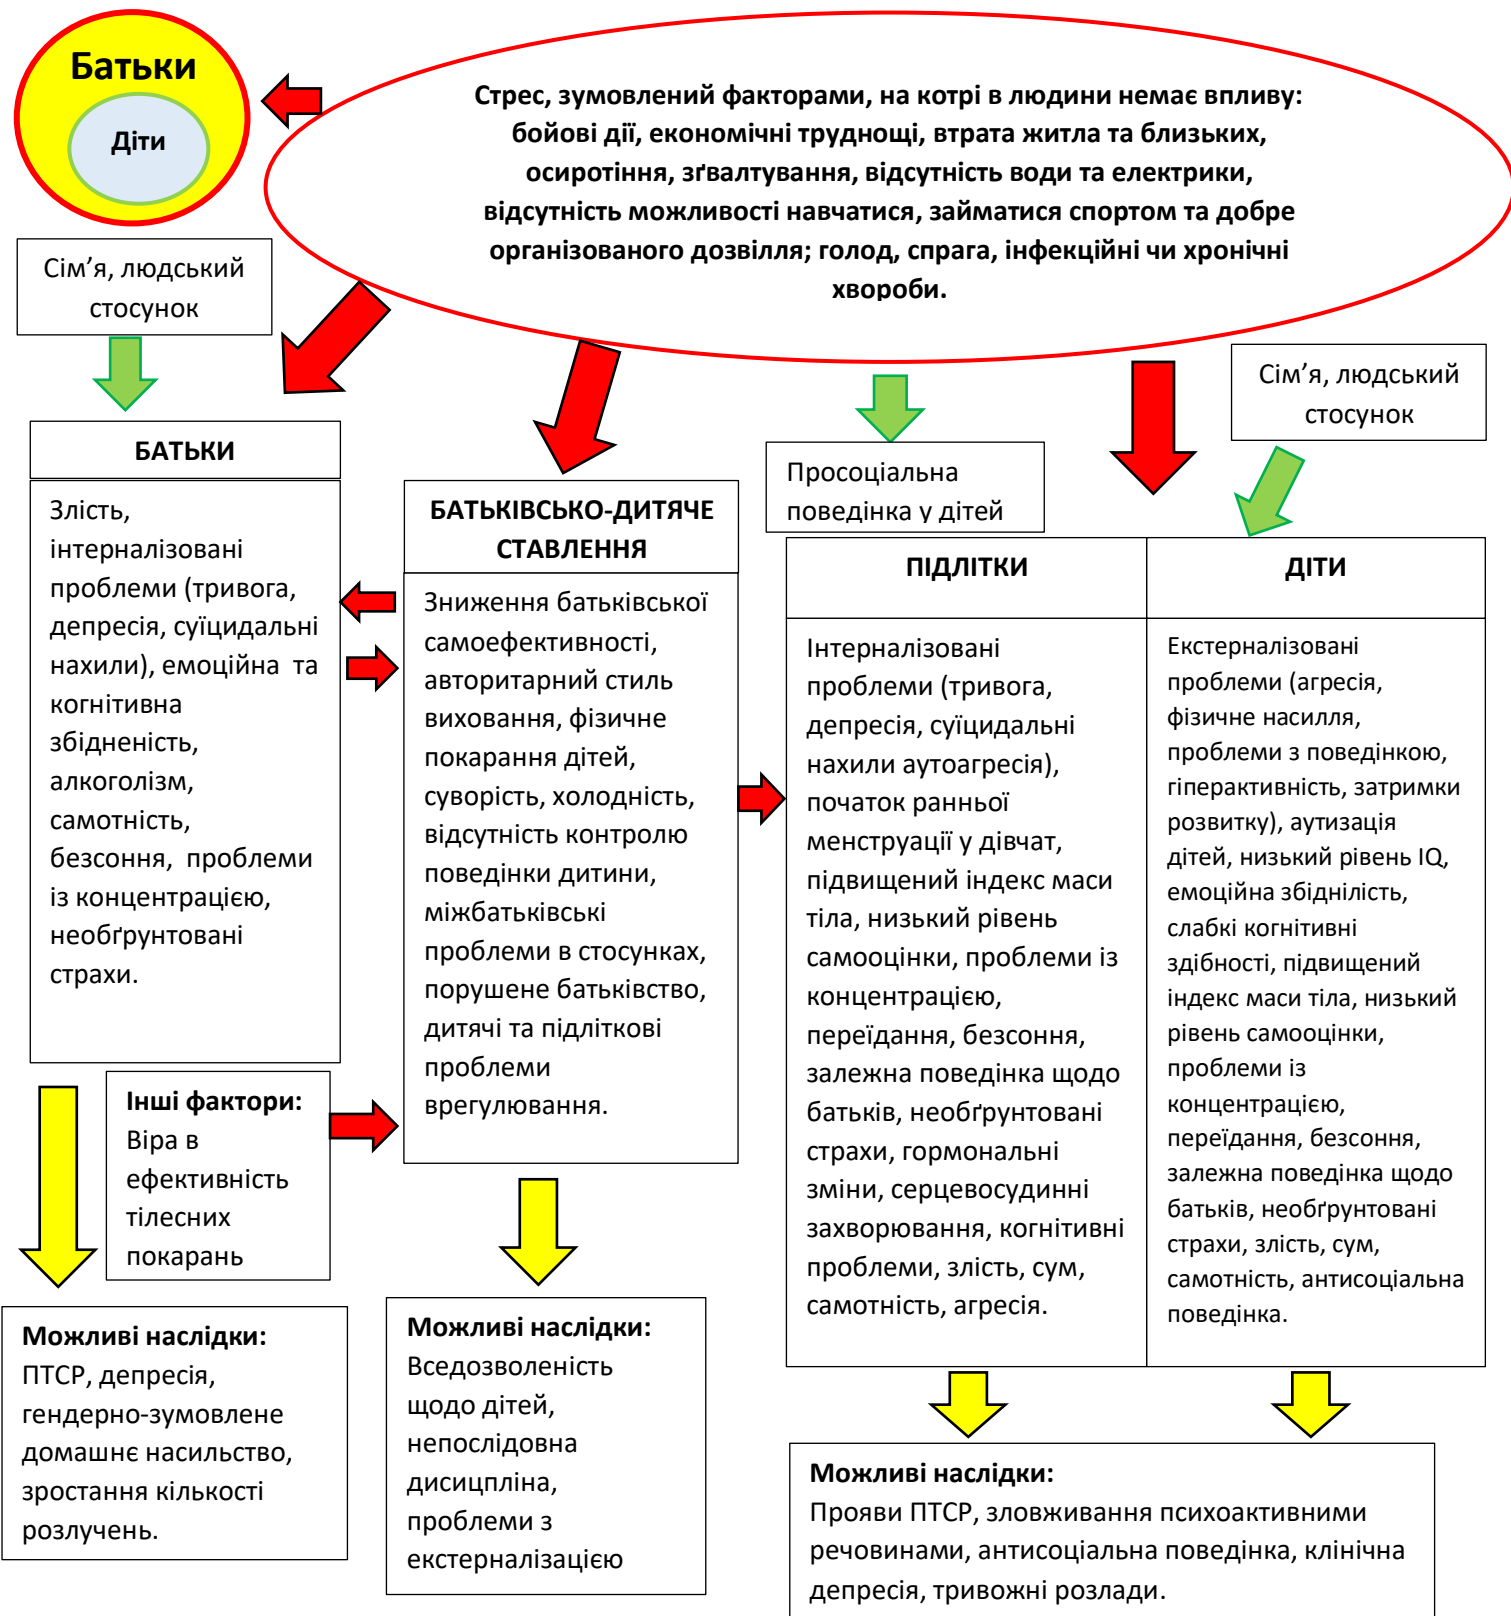 Батьки
Діти
Стрес, зумовлений факторами, на котрі в людини немає впливу:
бойові дії, економічні труднощі, втрата житла та близьких,
осиротіння, зґвалтування, відсутність води та електрики,
відсутність можливості навчатися, займатися спортом та добре
організованого дозвілля; голод, спрага, інфекційні чи хронічні
хвороби.
Сім’я, людський
стосунок
Сім’я, людський
стосунок
БАТЬКИ
Злість,
інтерналізовані
проблеми (тривога,
депресія, суїцидальні
нахили), емоційна та
когнітивна
збідненість,
алкоголізм,
самотність,
безсоння, проблеми
із концентрацією,
необґрунтовані
страхи.
БАТЬКІВСЬКО-ДИТЯЧЕ
СТАВЛЕННЯ
Зниження батьківської
самоефективності,
авторитарний стиль
виховання, фізичне
покарання дітей,
суворість, холодність,
відсутність контролю
поведінки дитини,
міжбатьківські
проблеми в стосунках,
порушене батьківство,
дитячі та підліткові
проблеми
врегулювання.
Просоціальна
поведінка у дітей
ПІДЛІТКИ
Інтерналізовані
проблеми (тривога,
депресія, суїцидальні
нахили аутоагресія),
початок ранньої
менструації у дівчат,
підвищений індекс маси
тіла, низький рівень
самооцінки, проблеми із
концентрацією,
переїдання, безсоння,
залежна поведінка щодо
батьків, необґрунтовані
страхи, гормональні
зміни, серцевосудинні
захворювання, когнітивні
проблеми, злість, сум,
самотність, агресія.
ДІТИ
Екстерналізовані
проблеми (агресія,
фізичне насилля,
проблеми з поведінкою,
гіперактивність, затримки
розвитку), аутизація
дітей, низький рівень IQ,
емоційна збіднілість,
слабкі когнітивні
здібності, підвищений
індекс маси тіла, низький
рівень самооцінки,
проблеми із
концентрацією,
переїдання, безсоння,
залежна поведінка щодо
батьків, необґрунтовані
страхи, злість, сум,
самотність, антисоціальна
поведінка.
Інші фактори:
Віра в
ефективність
тілесних
покарань
Можливі наслідки:
ПТСР, депресія,
гендерно-зумовлене
домашнє насильство,
зростання кількості
розлучень.
Можливі наслідки:
Вседозволеність
щодо дітей,
непослідовна
дисицпліна,
проблеми з
екстерналізацією
Можливі наслідки:
Прояви ПТСР, зловживання психоактивними
речовинами, антисоціальна поведінка, клінічна
депресія, тривожні розлади.